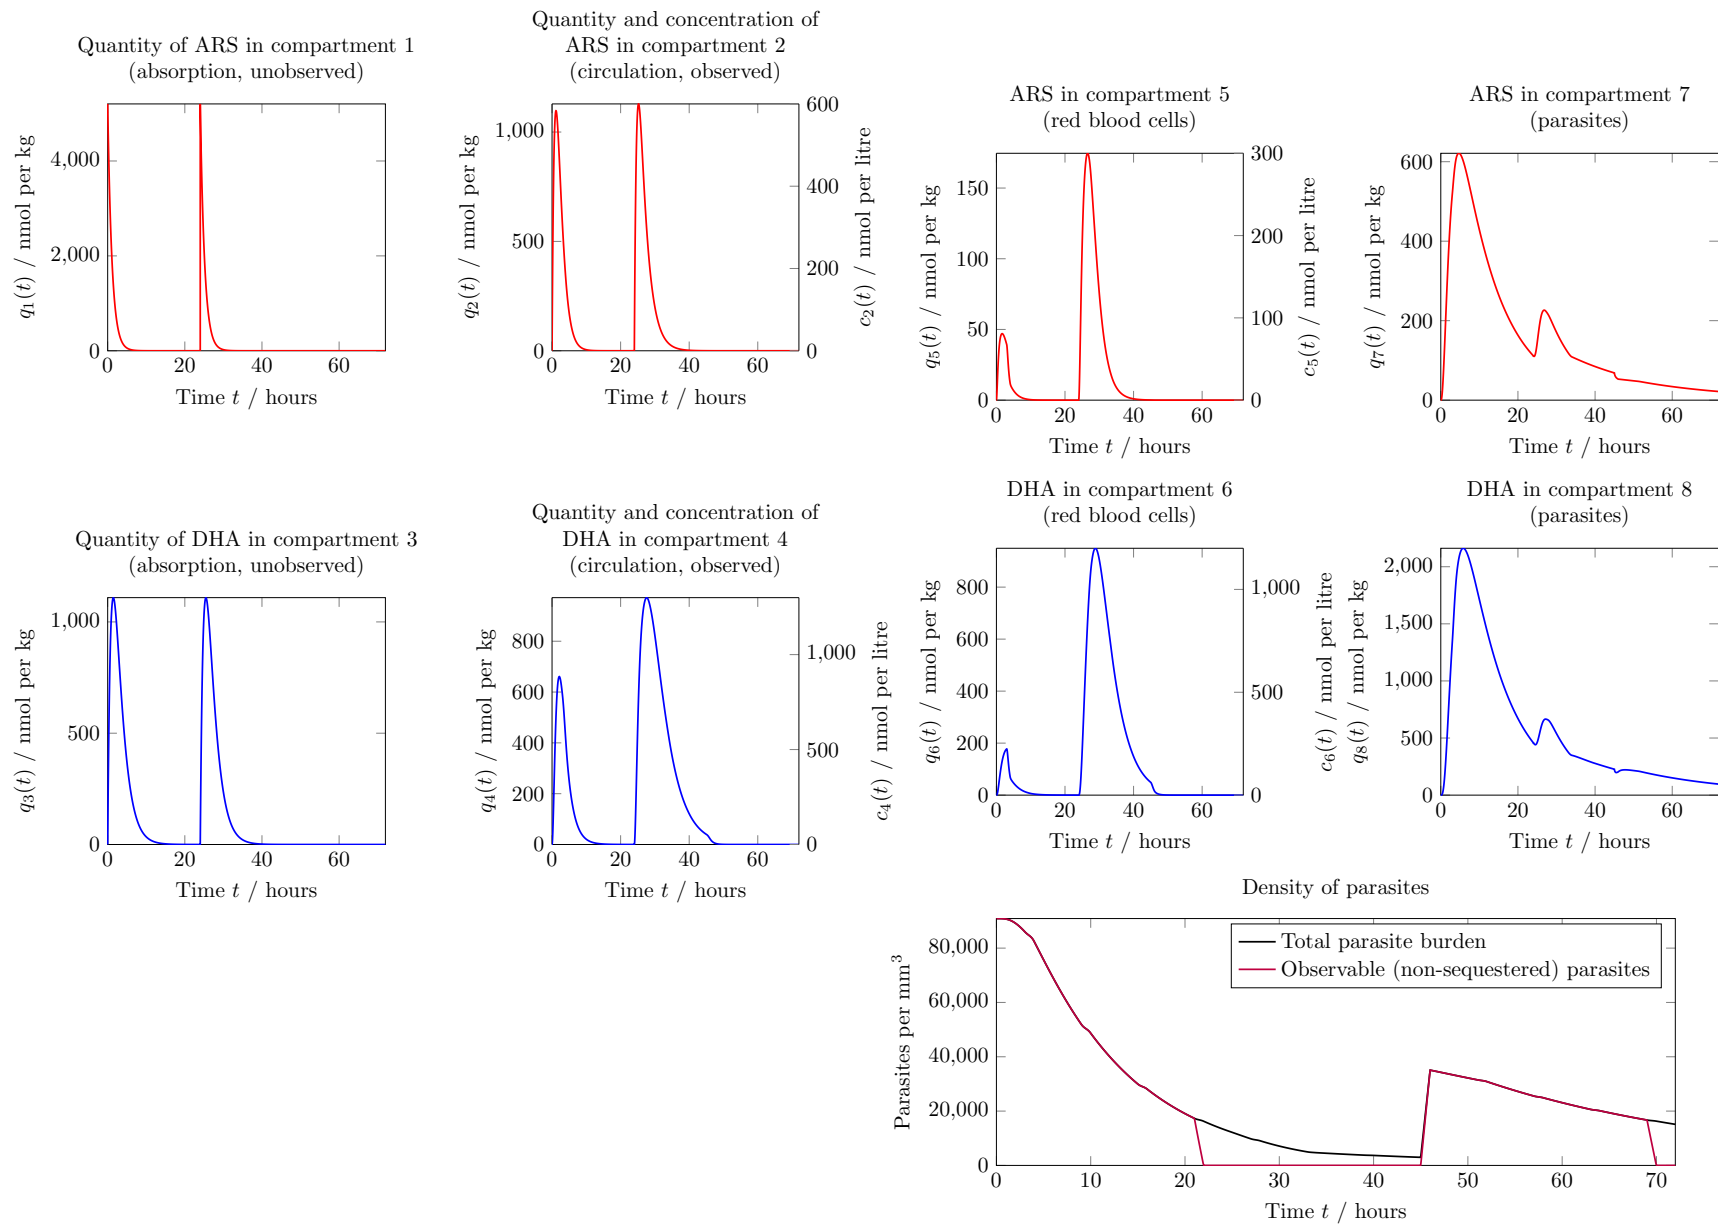 Quantity of ARS in compartment 1
(absorption, unobserved)
q1(t) / nmol per kg
4,000
2,000
0
0 20 40 60
Time t / hours
Quantity and concentration of
ARS in compartment 2
(circulation, observed)
q2(t) / nmol per kg
1,000
500
0
600
400
200
0
c2(t) / nmol per litre
0 20 40 60
Time t / hours
ARS in compartment 5
(red blood cells)
q5(t) / nmol per kg
150
100
50
0
300
200
100
0
c5(t) / nmol per litre
0 20 40 60
Time t / hours
ARS in compartment 7
(parasites)
q7(t) / nmol per kg
600
400
200
0
0 20 40 60
Time t / hours
Quantity of DHA in compartment 3
(absorption, unobserved)
q3(t) / nmol per kg
1,000
500
0
0 20 40 60
Time t / hours
Quantity and concentration of
DHA in compartment 4
(circulation, observed)
q4(t) / nmol per kg
800
600
400
200
0
1,000
500
0
c4(t) / nmol per litre
0 20 40 60
Time t / hours
DHA in compartment 6
(red blood cells)
q6(t) / nmol per kg
800
600
400
200
0
1,000
500
0
c6(t) / nmol per litre
0 20 40 60
Time t / hours
DHA in compartment 8
(parasites)
q8(t) / nmol per kg
2,000
1,500
1,000
500
0
0 20 40 60
Time t / hours
Density of parasites
Total parasite burden
Observable (non-sequestered) parasites
Parasites per mm³
80,000
60,000
40,000
20,000
0
0 10 20 30 40 50 60 70
Time t / hours